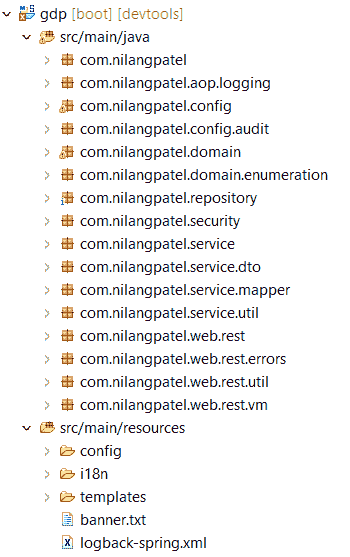 gdp [boot] [devtools]
src/main/java
com.nilangpatel
com.nilangpatel.aop.logging
com.nilangpatel.config
com.nilangpatel.config.audit
com.nilangpatel.domain
com.nilangpatel.domain.enumeration
com.nilangpatel.repository
com.nilangpatel.security
com.nilangpatel.service
com.nilangpatel.service.dto
com.nilangpatel.service.mapper
com.nilangpatel.service.util
com.nilangpatel.web.rest
com.nilangpatel.web.rest.errors
com.nilangpatel.web.rest.util
com.nilangpatel.web.rest.vm
src/main/resources
config
i18n
templates
banner.txt
logback-spring.xml